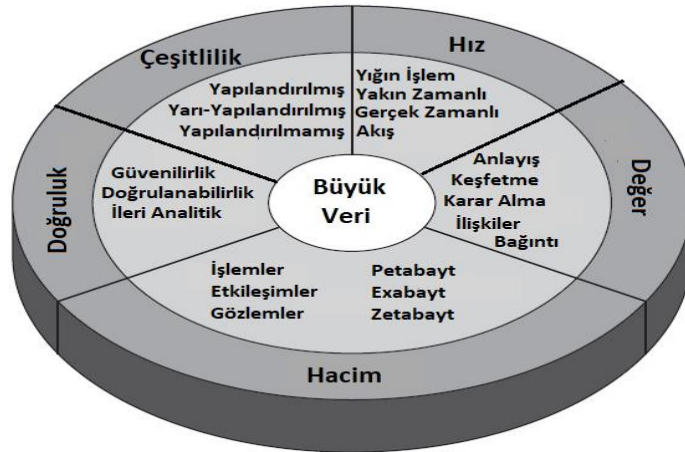 Çeşitlilik
Yapılandırılmış
Yarı-Yapılandırılmış
Yapılandırılmamış
Hız
Yığın İşlem
Yakın Zamanlı
Gerçek Zamanlı
Akış
Değer
Anlayış
Keşfetme
Karar Alma
İlişkiler
Bağıntı
Doğruluk
Güvenilirlik
Doğrulanabilirlik
İleri Analitik
Büyük
Veri
İşlemler
Etkileşimler
Gözlemler
Petabayt
Exabayt
Zetabayt
Hacim